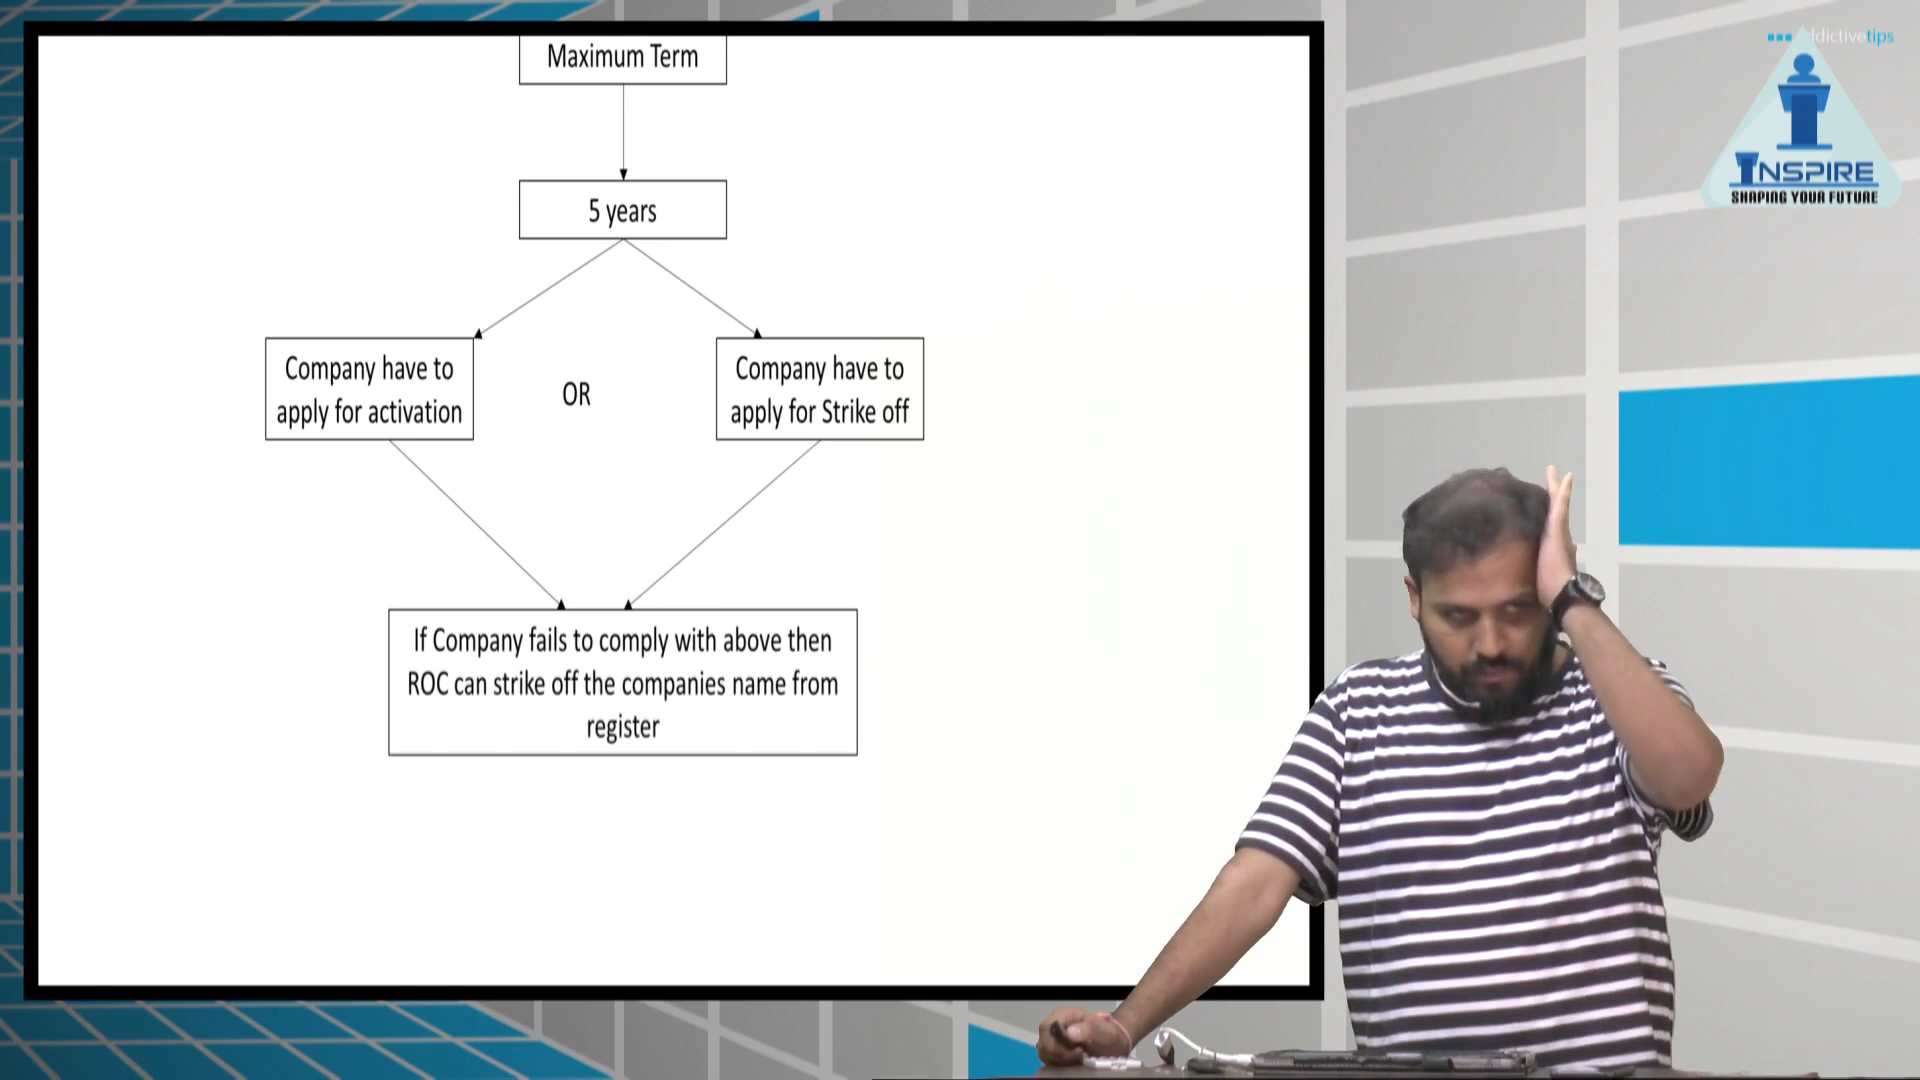 Maximum Term
5 years
Company have to
apply for activation
OR
Company have to
apply for Strike off
If Company fails to comply with above then
ROC can strike off the companies name from
register
addictivetips
INSPIRE
SHAPING YOUR FUTURE